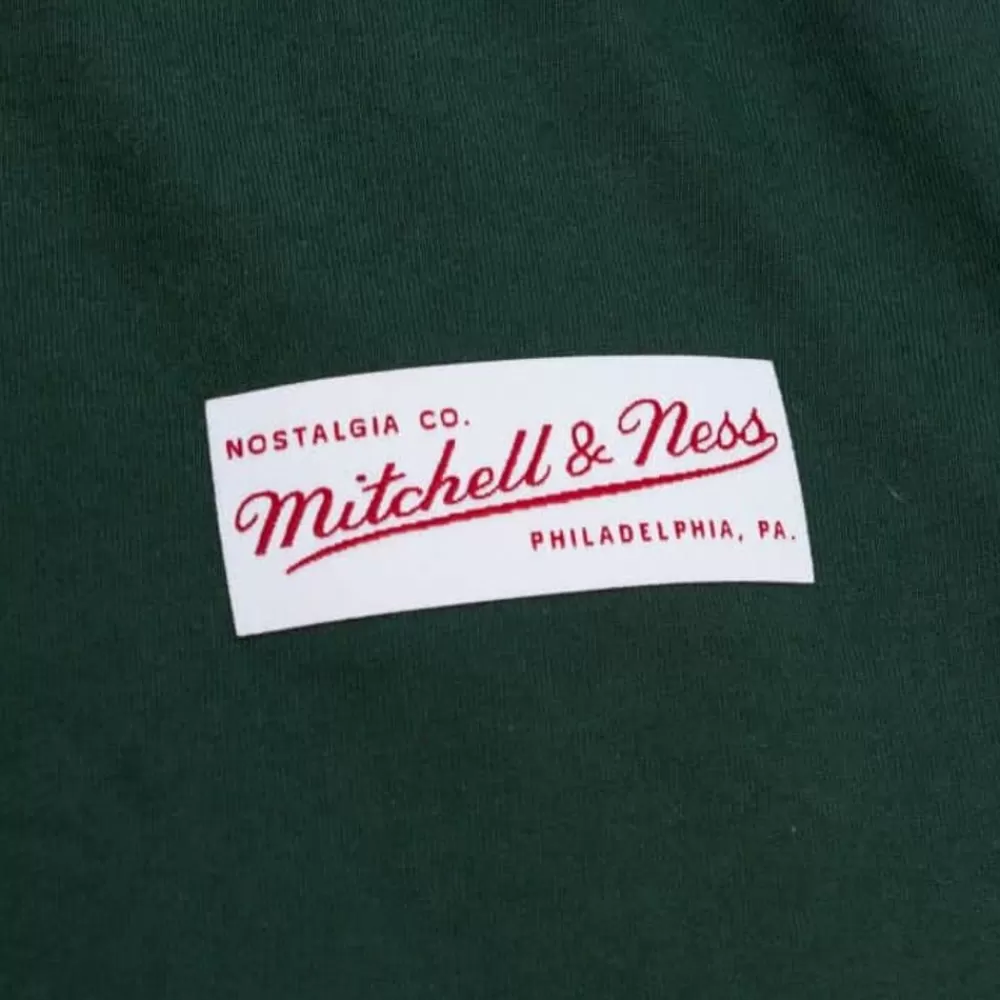 NOSTALGIA CO.
Mitchell & Ness
PHILADELPHIA, PA.